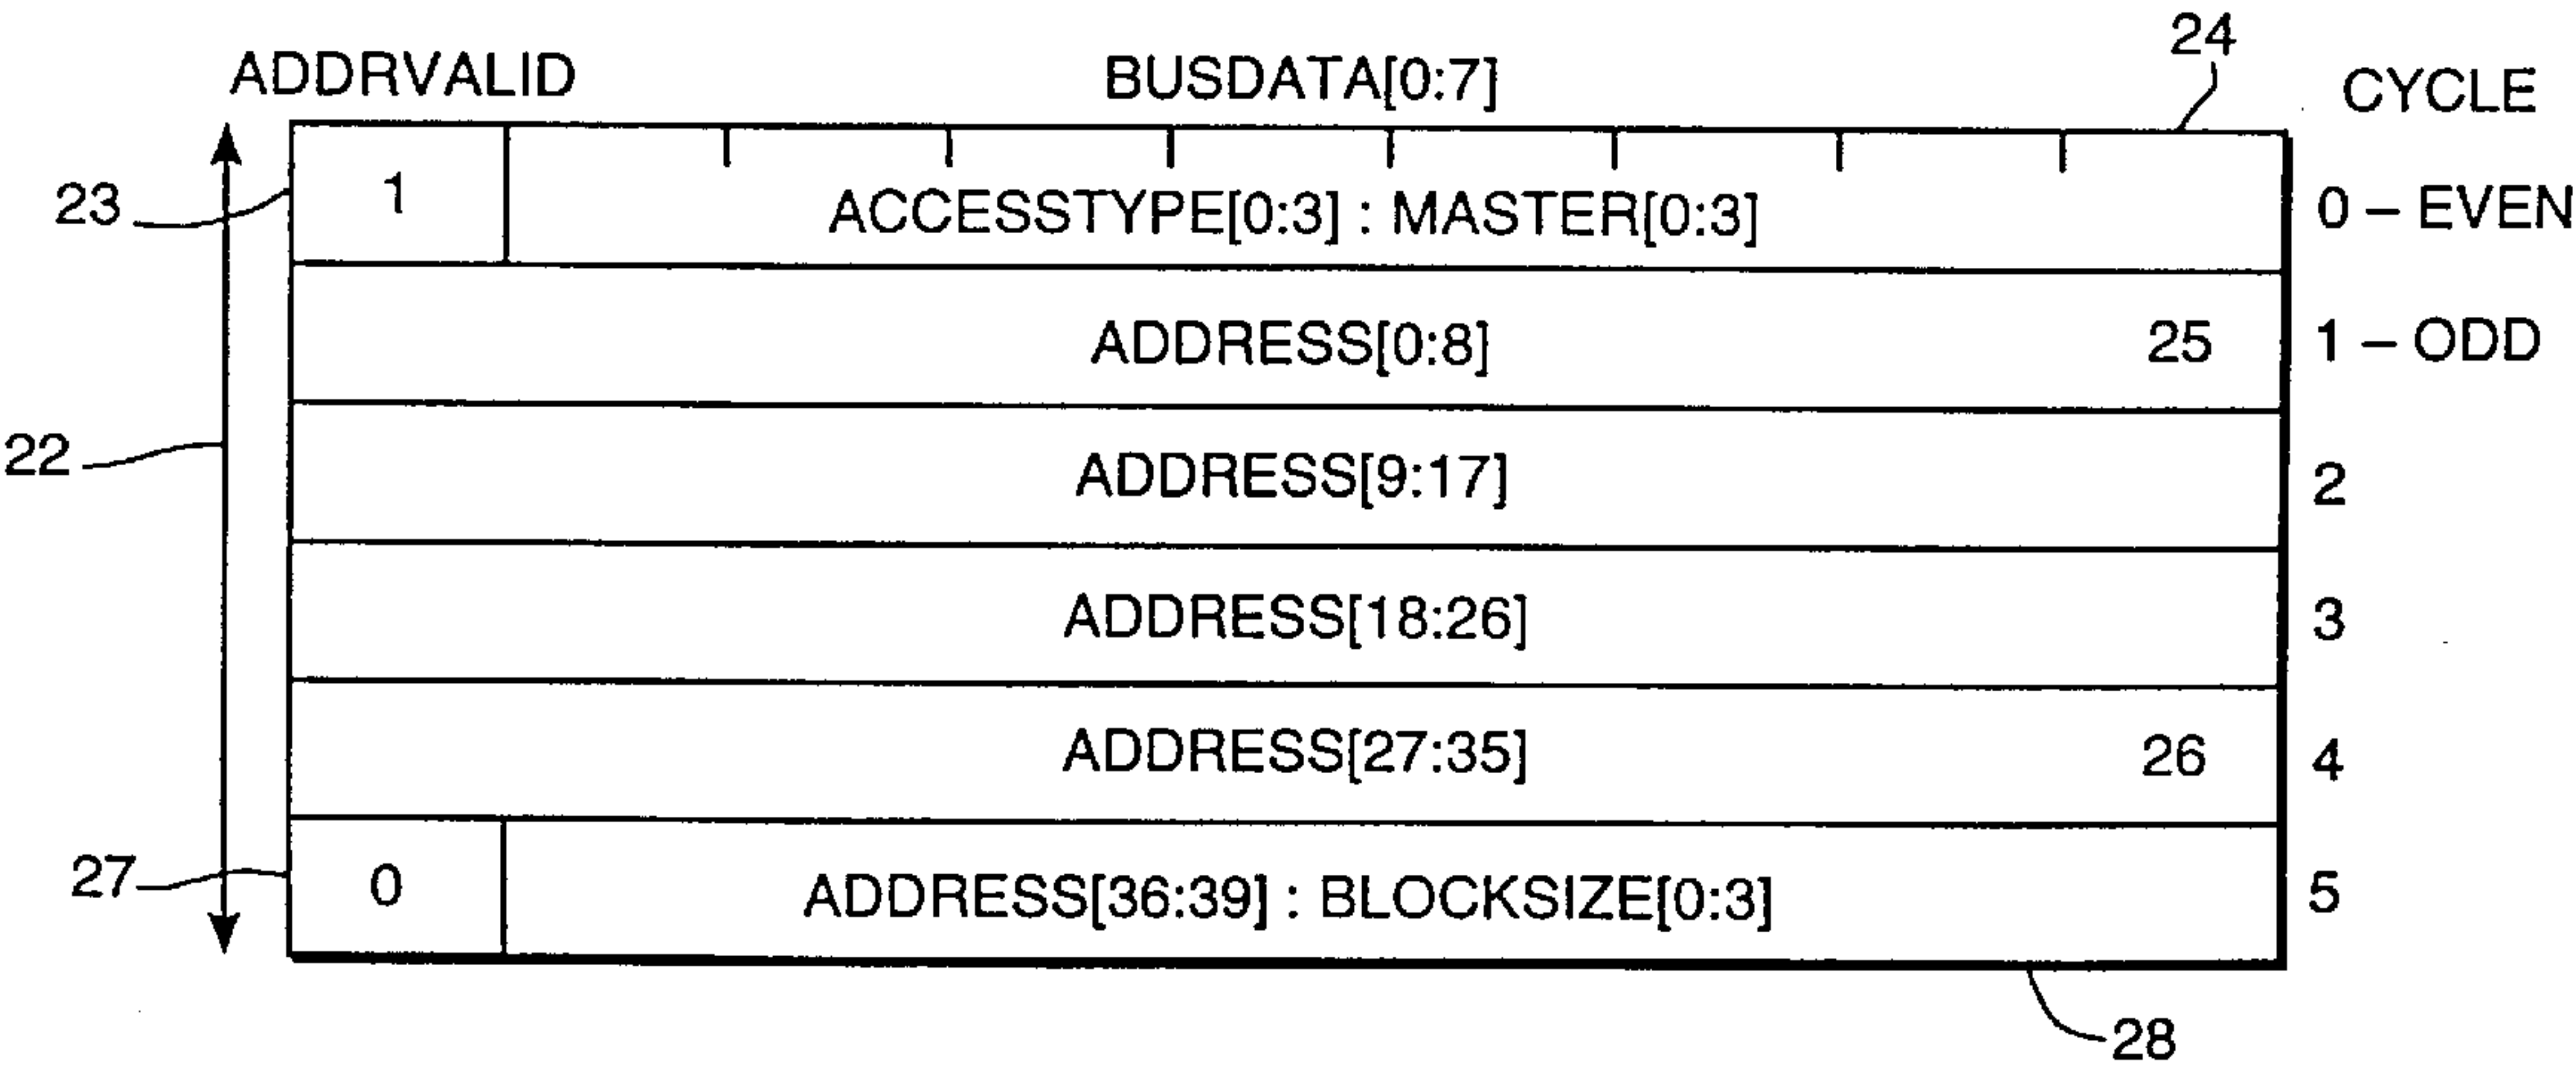 24
ADDRVALID BUSDATA[0:7] CYCLE
23 1 ACCESSTYPE[0:3] : MASTER[0:3] 0 – EVEN
ADDRESS[0:8] 25 1 – ODD
22 ADDRESS[9:17] 2
ADDRESS[18:26] 3
ADDRESS[27:35] 26 4
27 0 ADDRESS[36:39] : BLOCKSIZE[0:3] 5
28